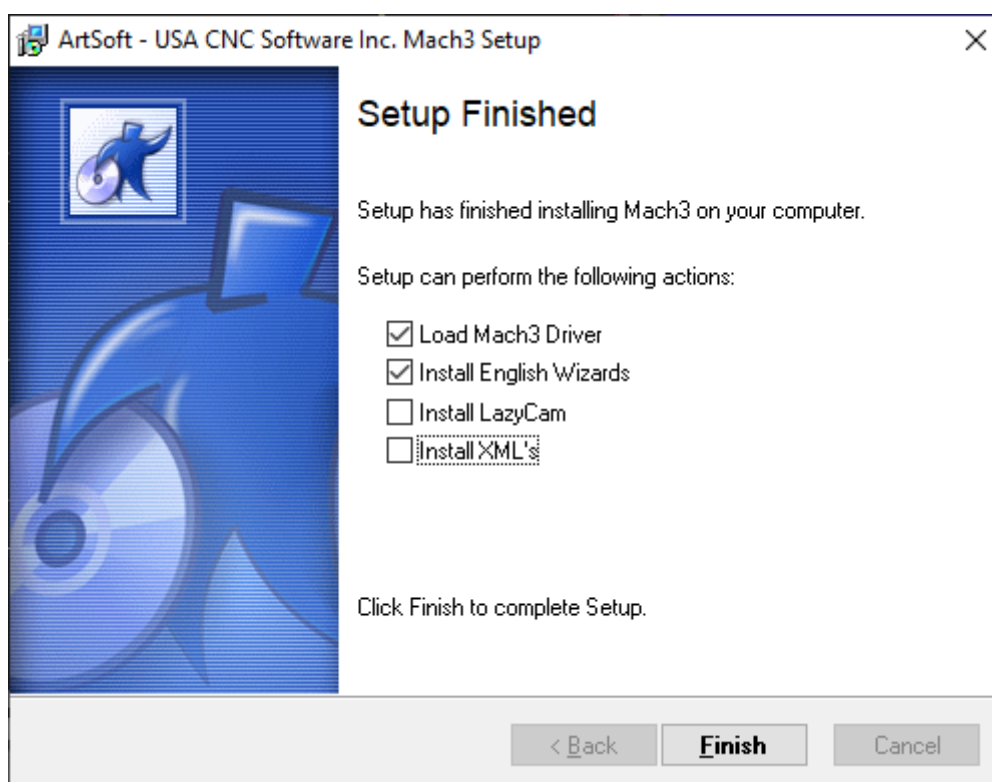 ArtSoft - USA CNC Software Inc. Mach3 Setup
Setup Finished
Setup has finished installing Mach3 on your computer.
Setup can perform the following actions:
Load Mach3 Driver
Install English Wizards
Install LazyCam
Install XML's
Click Finish to complete Setup.
< Back Finish Cancel